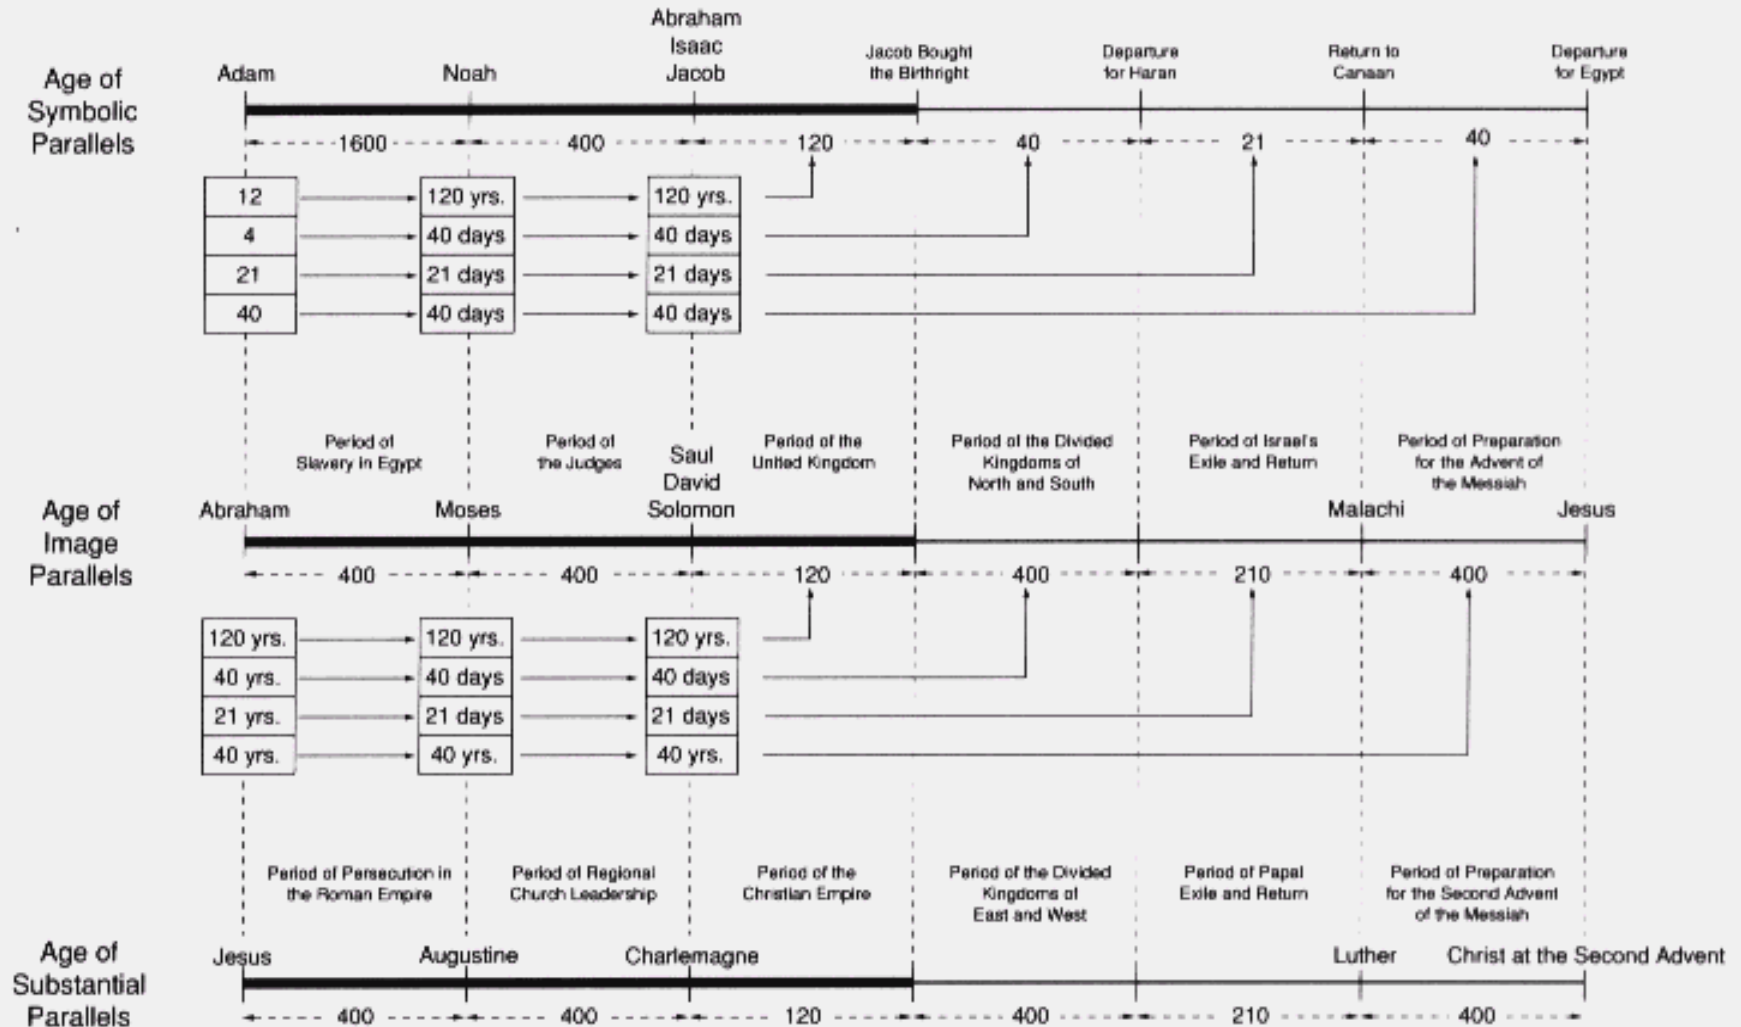 Age of
Symbolic
Parallels
Adam
Noah
Abraham
Isaac
Jacob
Jacob Bought
the Birthright
Departure
for Haran
Return to
Canaan
Departure
for Egypt
1600
400
120
40
21
40
12
120 yrs.
120 yrs.
4
40 days
40 days
21
21 days
21 days
40
40 days
40 days
Age of
Image
Parallels
Period of
Slavery in Egypt
Period of
the Judges
Period of the
United Kingdom
Period of the Divided
Kingdoms of
North and South
Period of Israel's
Exile and Return
Period of Preparation
for the Advent of
the Messiah
Abraham
Moses
Saul
David
Solomon
Malachi
Jesus
400
400
120
400
210
400
120 yrs.
120 yrs.
120 yrs.
40 yrs.
40 days
40 days
21 yrs.
21 days
21 days
40 yrs.
40 yrs.
40 yrs.
Period of Persecution in
the Roman Empire
Period of Regional
Church Leadership
Period of the
Christian Empire
Period of the Divided
Kingdoms of
East and West
Period of Papal
Exile and Return
Period of Preparation
for the Second Advent
of the Messiah
Age of
Substantial
Parallels
Jesus
Augustine
Charlemagne
Luther
Christ at the Second Advent
400
400
120
400
210
400